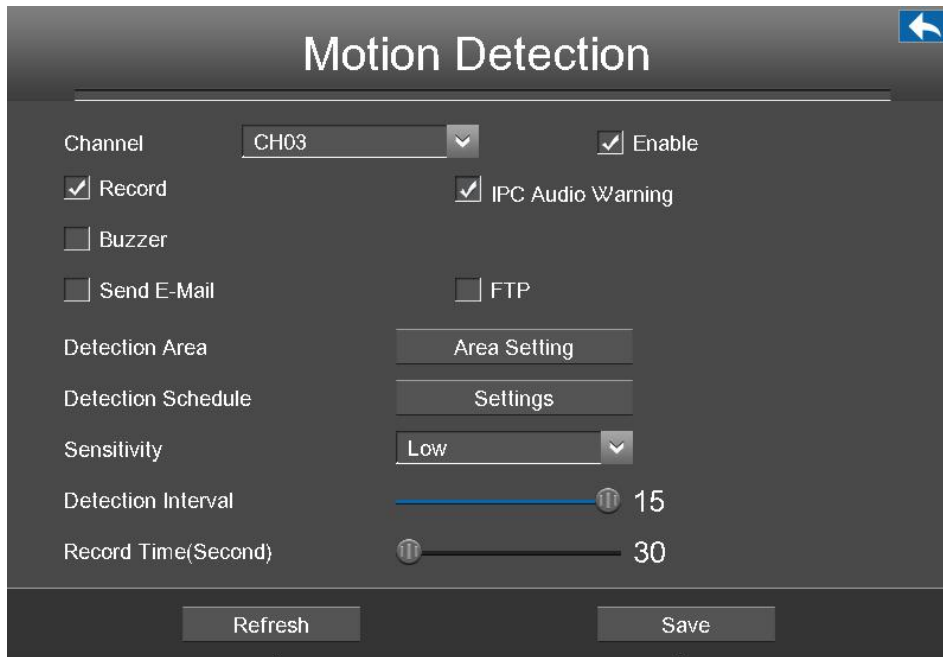 Motion Detection
Channel CH03 Enable
Record IPC Audio Warning
Buzzer
Send E-Mail FTP
Detection Area Area Setting
Detection Schedule Settings
Sensitivity Low
Detection Interval 15
Record Time(Second) 30
Refresh Save